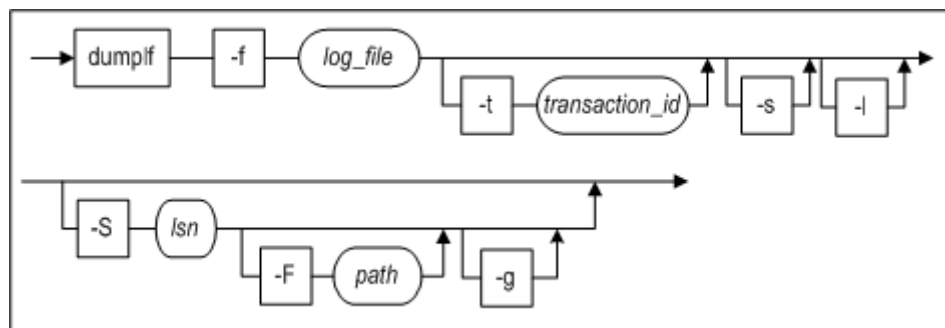 dumplf -f log_file
-t transaction_id -s -l
-S lsn
-F path -g